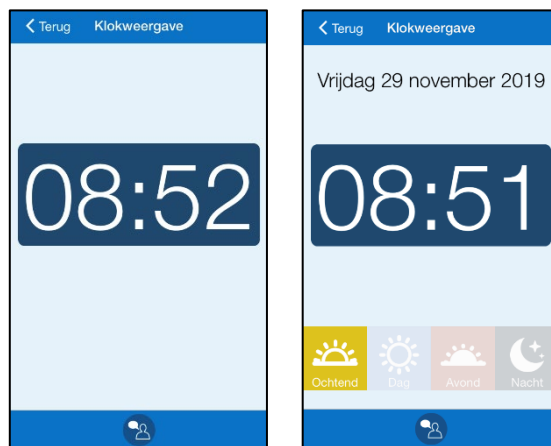 Terug Klokweergave
08:52
Terug Klokweergave
Vrijdag 29 november 2019
08:51
Ochtend Dag Avond Nacht